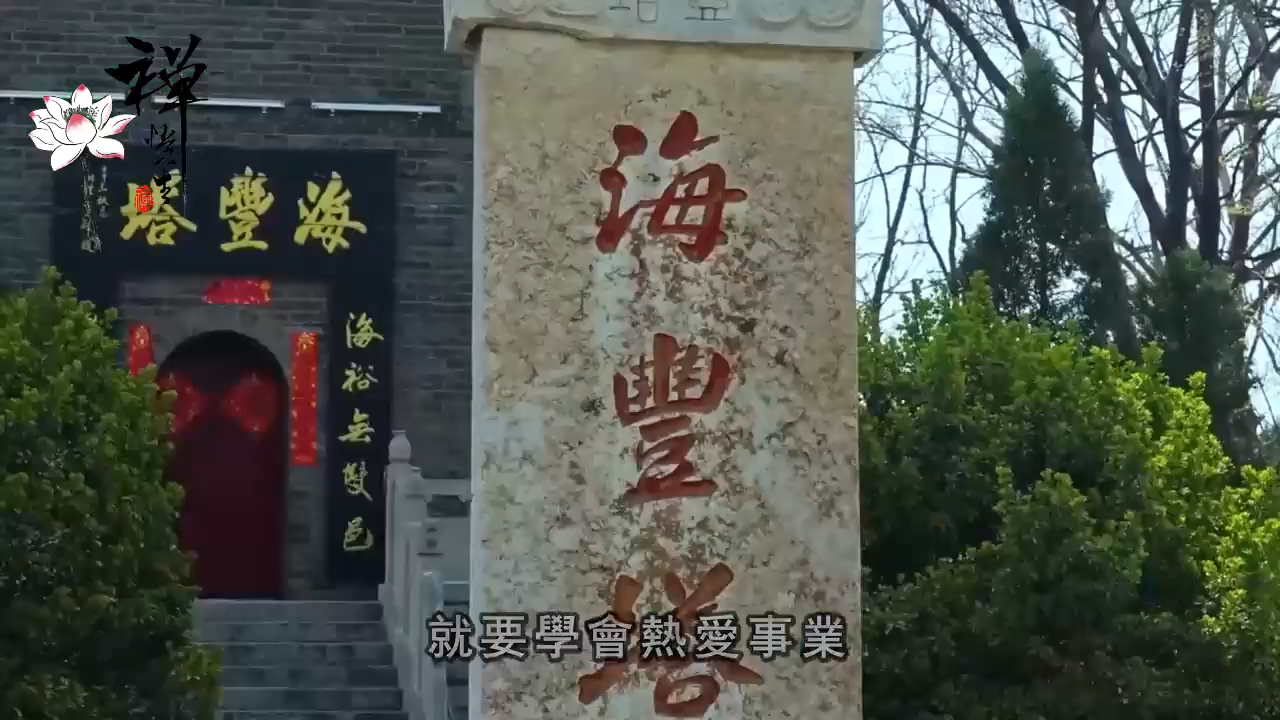 禪
海豐塔
海裕無雙邑
海豐塔
就要學會熱愛事業